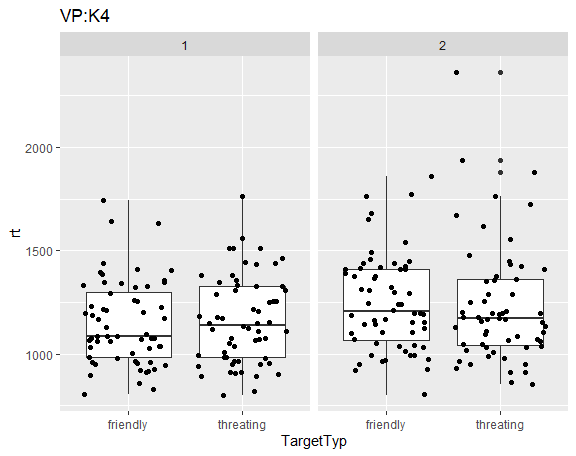 VP:K4
1
2
rt
2000
1500
1000
friendly
threating
friendly
threating
TargetTyp